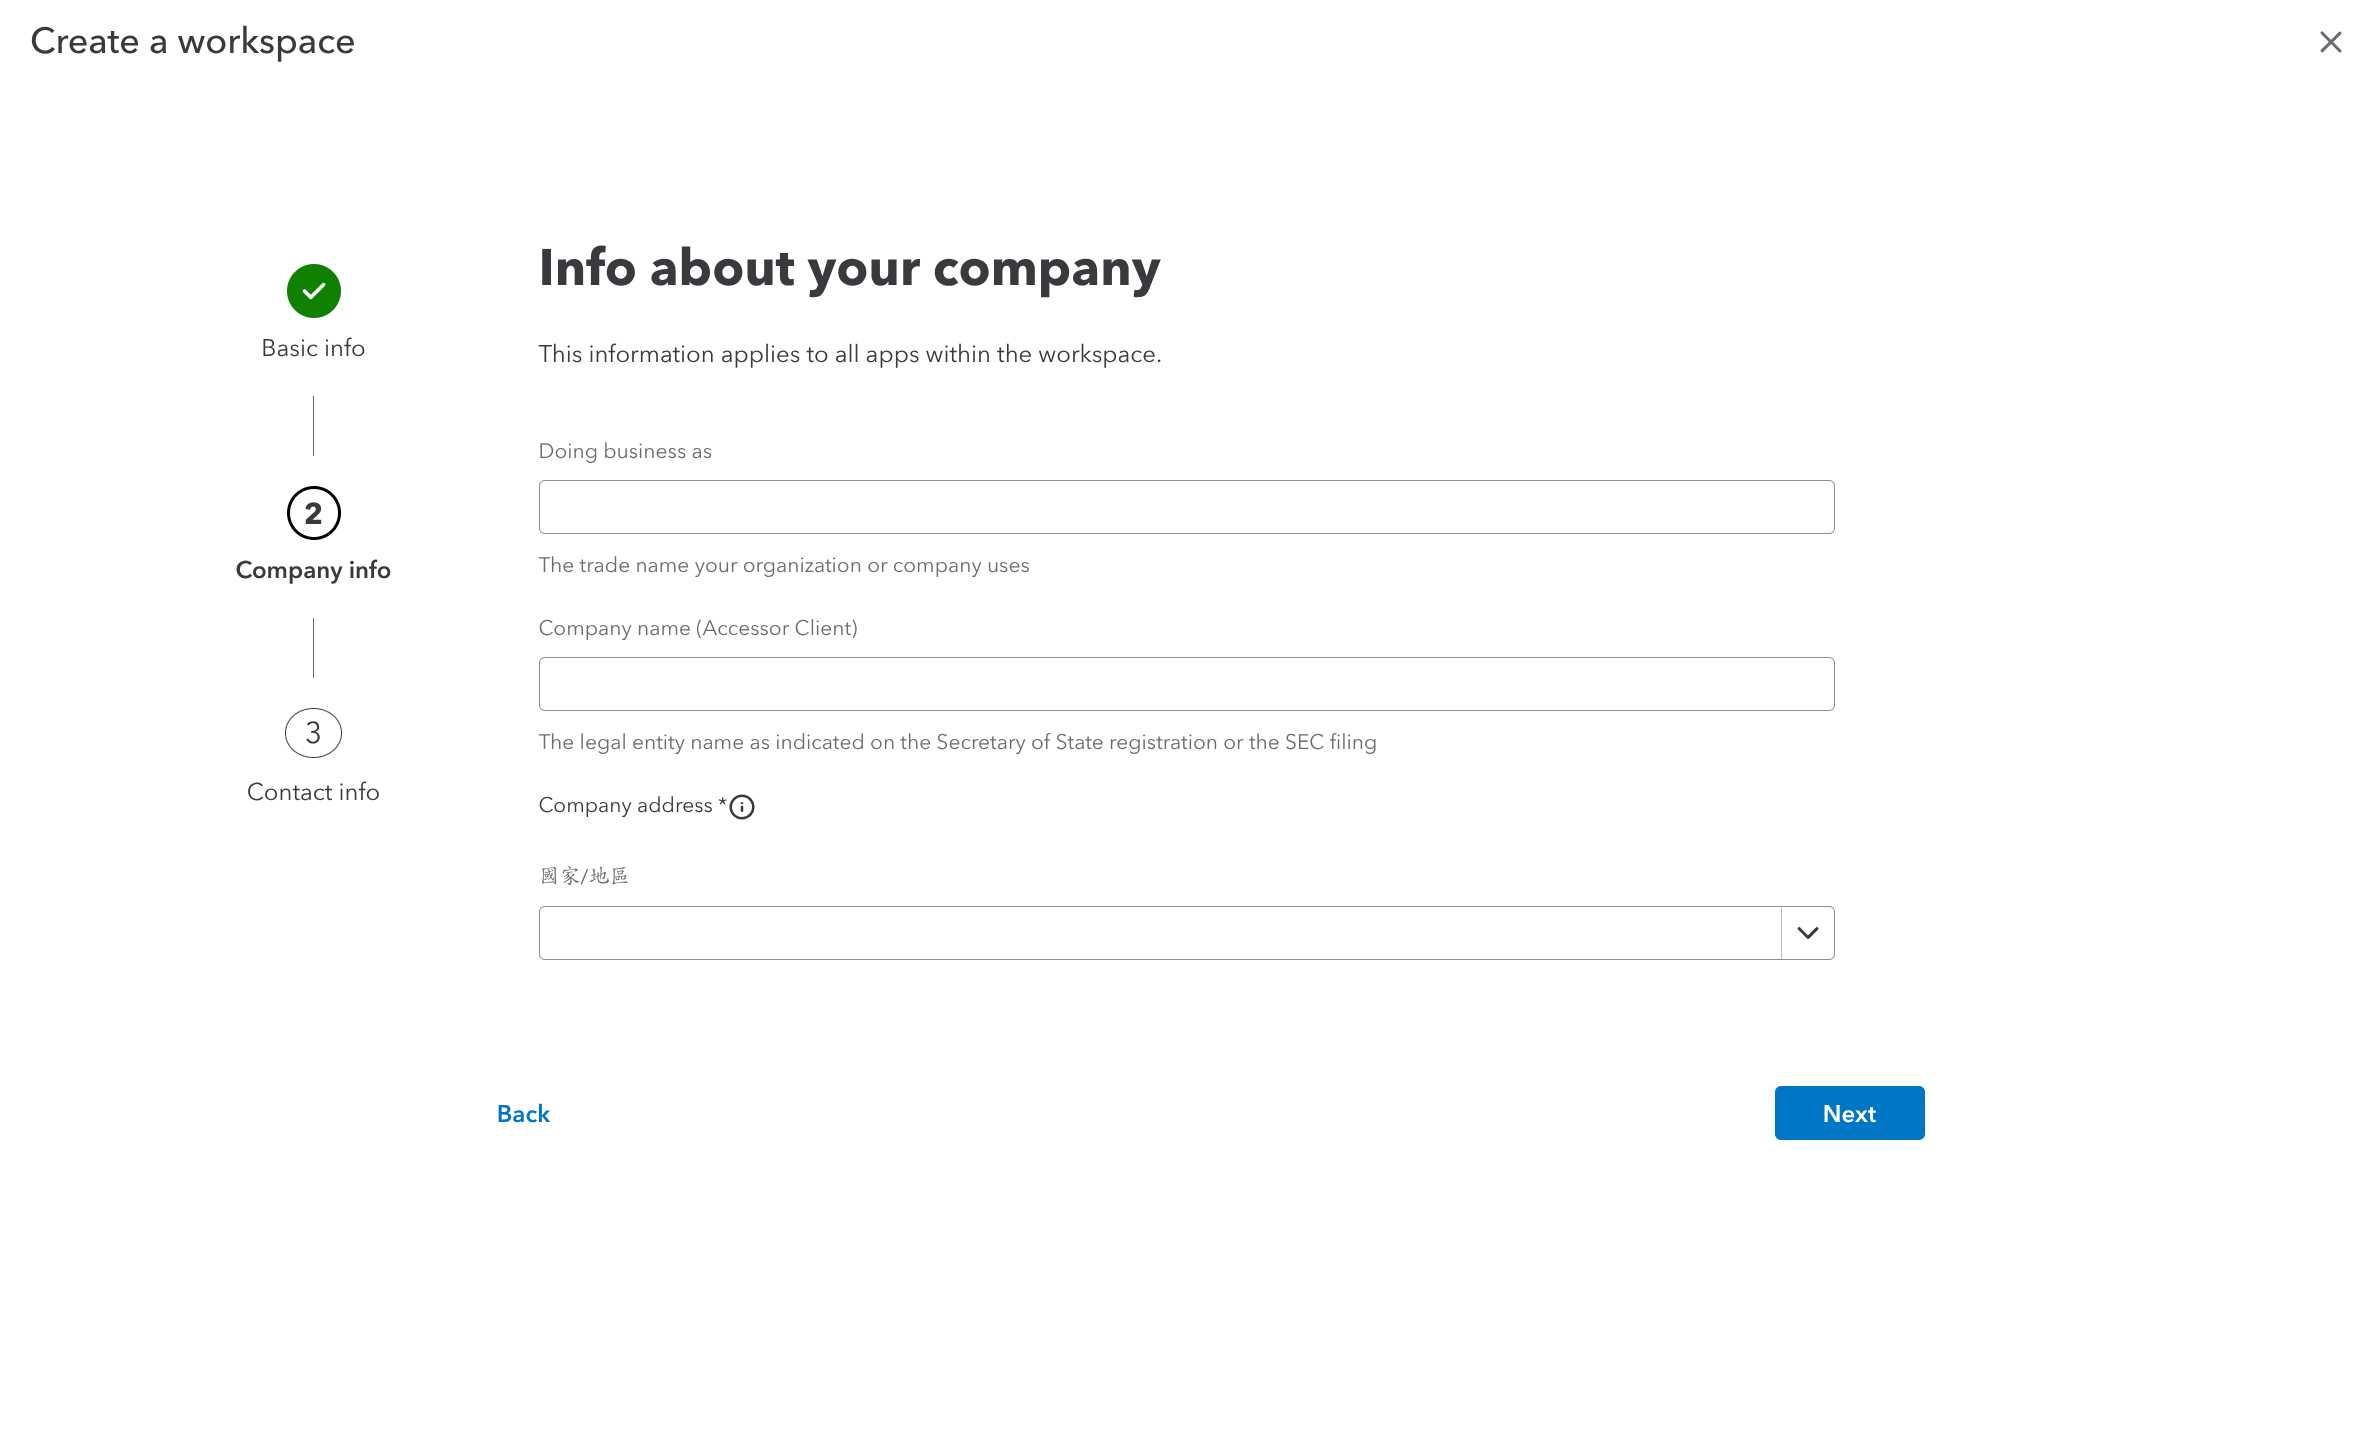 Create a workspace
Basic info
2
Company info
3
Contact info
Info about your company
This information applies to all apps within the workspace.
Doing business as
The trade name your organization or company uses
Company name (Accessor Client)
The legal entity name as indicated on the Secretary of State registration or the SEC filing
Company address *
國家/地區
Back
Next